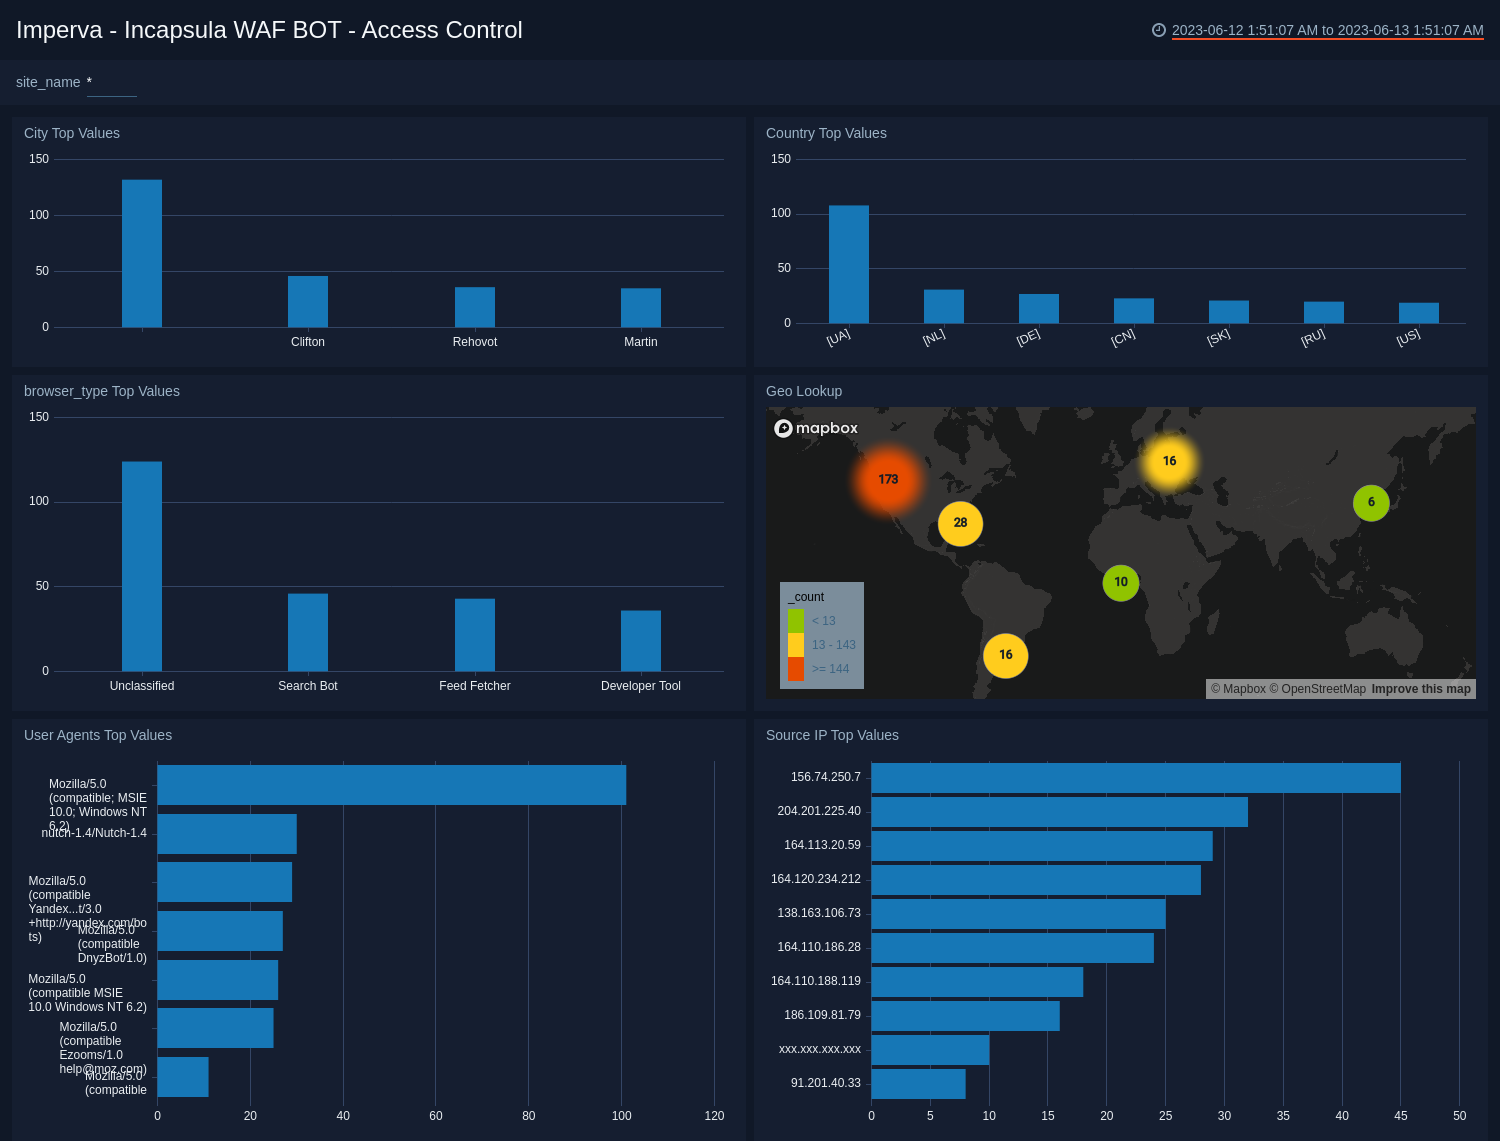 Imperva - Incapsula WAF BOT - Access Control
2023-06-12 1:51:07 AM to 2023-06-13 1:51:07 AM
site_name *
City Top Values
150
100
50
0
Clifton
Rehovot
Martin
Country Top Values
150
100
50
0
[UA]
[NL]
[DE]
[CN]
[SK]
[RU]
[US]
browser_type Top Values
150
100
50
0
Unclassified
Search Bot
Feed Fetcher
Developer Tool
Geo Lookup
mapbox
173
28
16
6
10
16
_count
< 13
13 - 143
>= 144
© Mapbox © OpenStreetMap Improve this map
User Agents Top Values
Mozilla/5.0
(compatible; MSIE
10.0; Windows NT
6.2)
nutch-1.4/Nutch-1.4
Mozilla/5.0
(compatible
Yandex...t/3.0
+http://yandex.com/bo
ts)
Mozilla/5.0
(compatible
DnyzBot/1.0)
Mozilla/5.0
(compatible MSIE
10.0 Windows NT 6.2)
Mozilla/5.0
(compatible
Ezooms/1.0
help@moz.com)
Mozilla/5.0
(compatible
0
20
40
60
80
100
120
Source IP Top Values
156.74.250.7
204.201.225.40
164.113.20.59
164.120.234.212
138.163.106.73
164.110.186.28
164.110.188.119
186.109.81.79
xxx.xxx.xxx.xxx
91.201.40.33
0
5
10
15
20
25
30
35
40
45
50